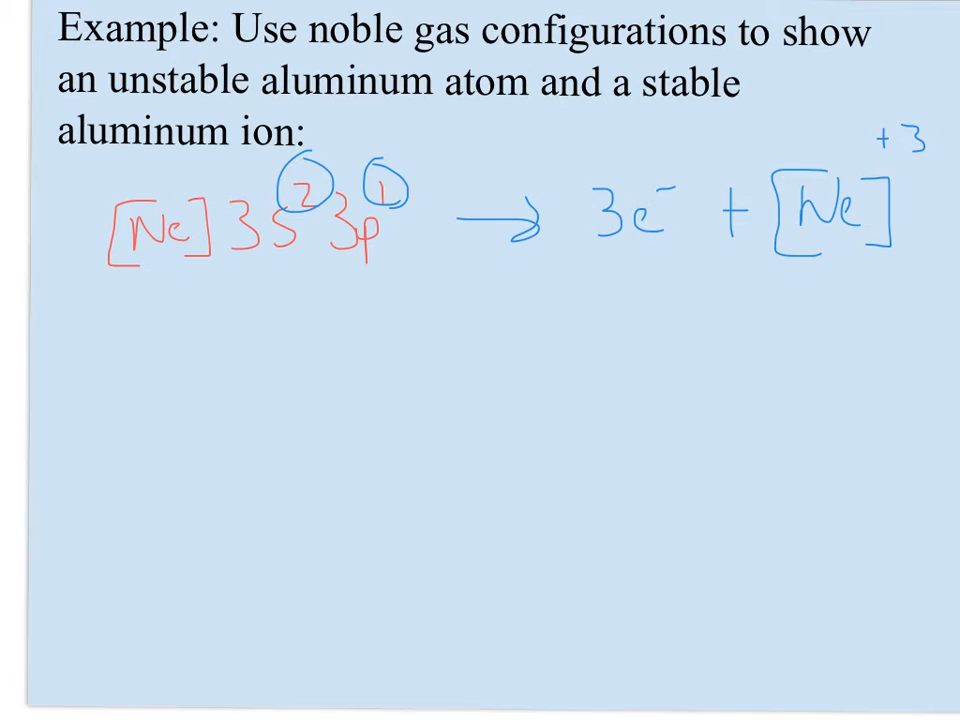 Example: Use noble gas configurations to show
an unstable aluminum atom and a stable
aluminum ion:
[Ne] 3s² 3p¹ → 3e⁻ + [Ne]⁺³